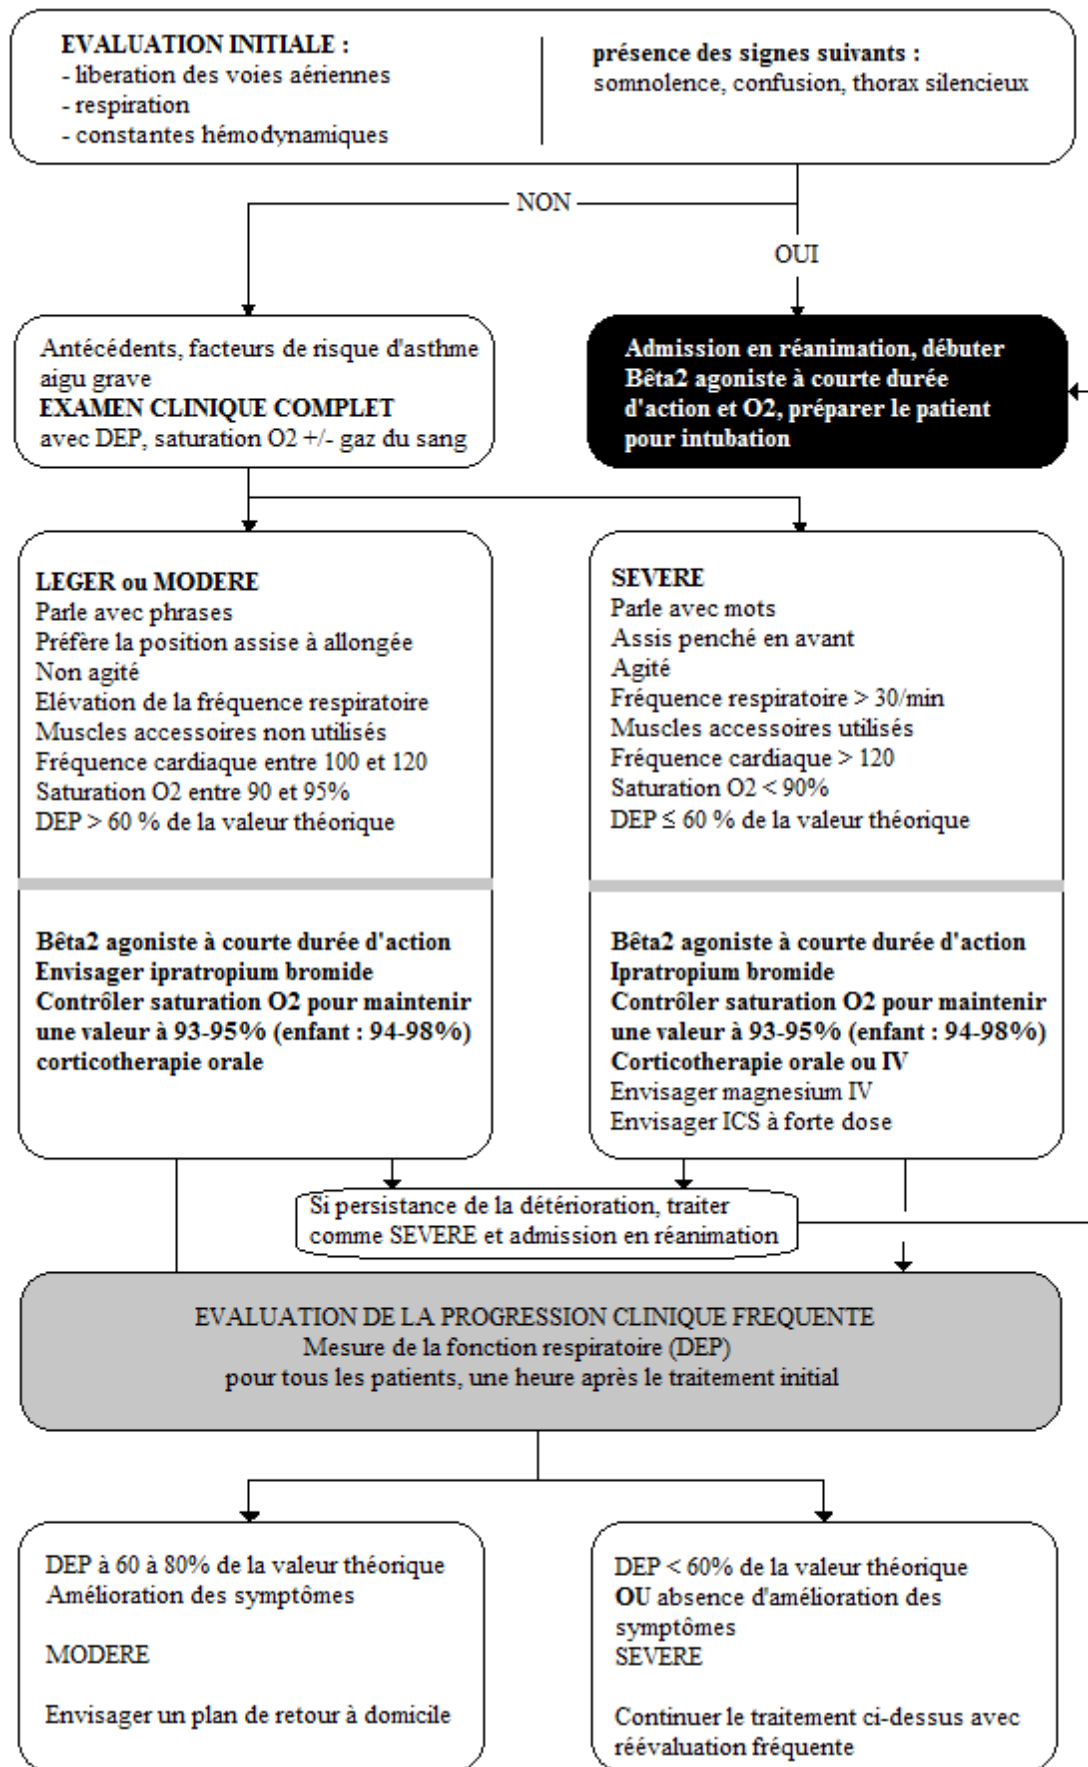 EVALUATION INITIALE :
- liberation des voies aériennes
- respiration
- constantes hémodynamiques
présence des signes suivants :
somnolence, confusion, thorax silencieux
NON
OUI
Antécédents, facteurs de risque d'asthme
aigu grave
EXAMEN CLINIQUE COMPLET
avec DEP, saturation O2 +/- gaz du sang
Admission en réanimation, débuter
Bêta2 agoniste à courte durée
d'action et O2, préparer le patient
pour intubation
LEGER ou MODERE
Parle avec phrases
Préfère la position assise à allongée
Non agité
Elévation de la fréquence respiratoire
Muscles accessoires non utilisés
Fréquence cardiaque entre 100 et 120
Saturation O2 entre 90 et 95%
DEP > 60 % de la valeur théorique
Bêta2 agoniste à courte durée d'action
Envisager ipratropium bromide
Contrôler saturation O2 pour maintenir
une valeur à 93-95% (enfant : 94-98%)
corticotherapie orale
SEVERE
Parle avec mots
Assis penché en avant
Agité
Fréquence respiratoire > 30/min
Muscles accessoires utilisés
Fréquence cardiaque > 120
Saturation O2 < 90%
DEP ≤ 60 % de la valeur théorique
Bêta2 agoniste à courte durée d'action
Ipratropium bromide
Contrôler saturation O2 pour maintenir
une valeur à 93-95% (enfant : 94-98%)
Corticotherapie orale ou IV
Envisager magnesium IV
Envisager ICS à forte dose
Si persistance de la détérioration, traiter
comme SEVERE et admission en réanimation
EVALUATION DE LA PROGRESSION CLINIQUE FREQUENTE
Mesure de la fonction respiratoire (DEP)
pour tous les patients, une heure après le traitement initial
DEP à 60 à 80% de la valeur théorique
Amélioration des symptômes
MODERE
Envisager un plan de retour à domicile
DEP < 60% de la valeur théorique
OU absence d'amélioration des
symptômes
SEVERE
Continuer le traitement ci-dessus avec
réévaluation fréquente